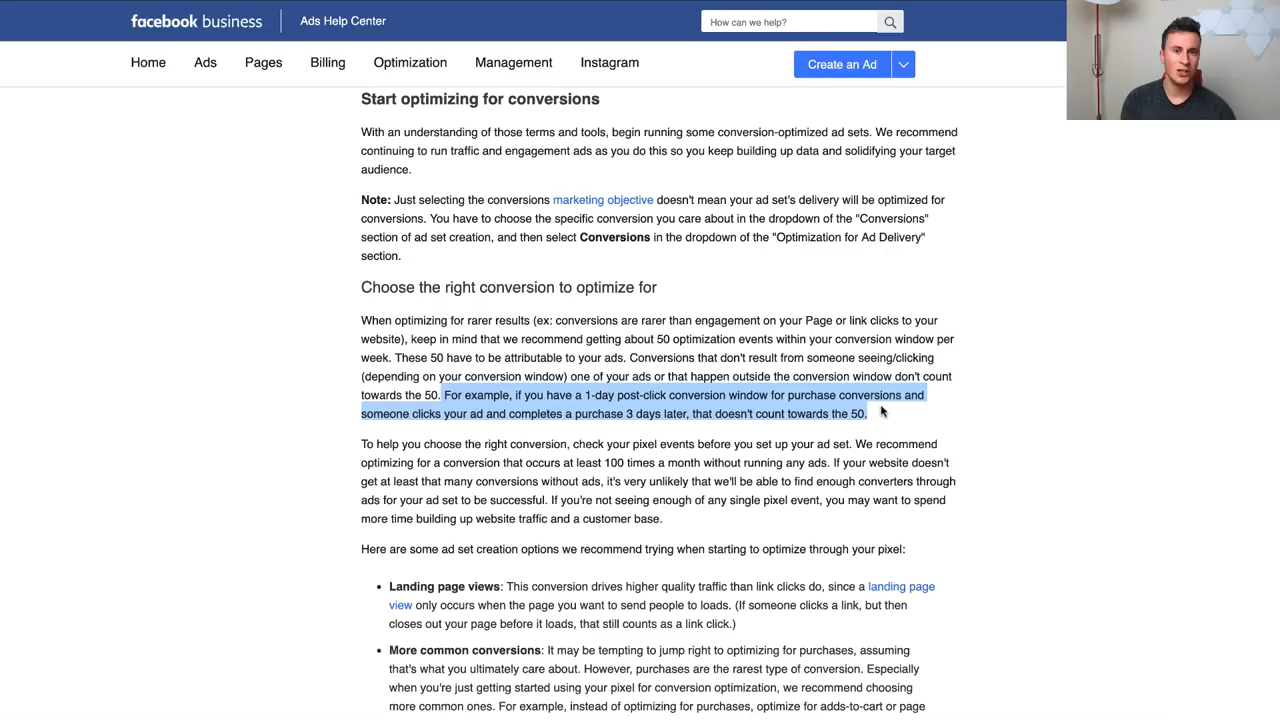 facebook business
Ads Help Center
How can we help?
Home
Ads
Pages
Billing
Optimization
Management
Instagram
Create an Ad
Start optimizing for conversions
With an understanding of those terms and tools, begin running some conversion-optimized ad sets. We recommend
continuing to run traffic and engagement ads as you do this so you keep building up data and solidifying your target
audience.
Note: Just selecting the conversions marketing objective doesn't mean your ad set's delivery will be optimized for
conversions. You have to choose the specific conversion you care about in the dropdown of the "Conversions"
section of ad set creation, and then select Conversions in the dropdown of the "Optimization for Ad Delivery"
section.
Choose the right conversion to optimize for
When optimizing for rarer results (ex: conversions are rarer than engagement on your Page or link clicks to your
website), keep in mind that we recommend getting about 50 optimization events within your conversion window per
week. These 50 have to be attributable to your ads. Conversions that don't result from someone seeing/clicking
(depending on your conversion window) one of your ads or that happen outside the conversion window don't count
towards the 50. For example, if you have a 1-day post-click conversion window for purchase conversions and
someone clicks your ad and completes a purchase 3 days later, that doesn't count towards the 50.
To help you choose the right conversion, check your pixel events before you set up your ad set. We recommend
optimizing for a conversion that occurs at least 100 times a month without running any ads. If your website doesn't
get at least that many conversions without ads, it's very unlikely that we'll be able to find enough converters through
ads for your ad set to be successful. If you're not seeing enough of any single pixel event, you may want to spend
more time building up website traffic and a customer base.
Here are some ad set creation options we recommend trying when starting to optimize through your pixel:
• Landing page views: This conversion drives higher quality traffic than link clicks do, since a landing page
view only occurs when the page you want to send people to loads. (If someone clicks a link, but then
closes out your page before it loads, that still counts as a link click.)
• More common conversions: It may be tempting to jump right to optimizing for purchases, assuming
that's what you ultimately care about. However, purchases are the rarest type of conversion. Especially
when you're just getting started using your pixel for conversion optimization, we recommend choosing
more common ones. For example, instead of optimizing for purchases, optimize for adds-to-cart or page